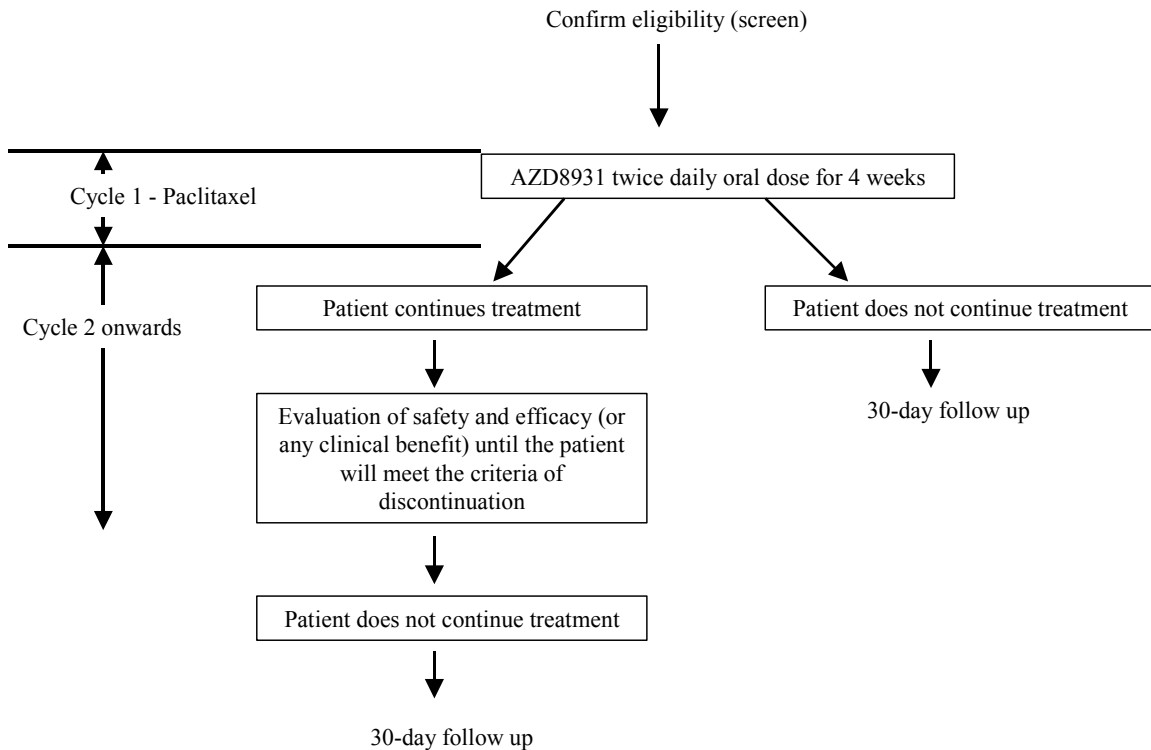 Confirm eligibility (screen)
AZD8931 twice daily oral dose for 4 weeks
Cycle 1 - Paclitaxel
Patient continues treatment
Patient does not continue treatment
Cycle 2 onwards
Evaluation of safety and efficacy (or
any clinical benefit) until the patient
will meet the criteria of
discontinuation
30-day follow up
Patient does not continue treatment
30-day follow up